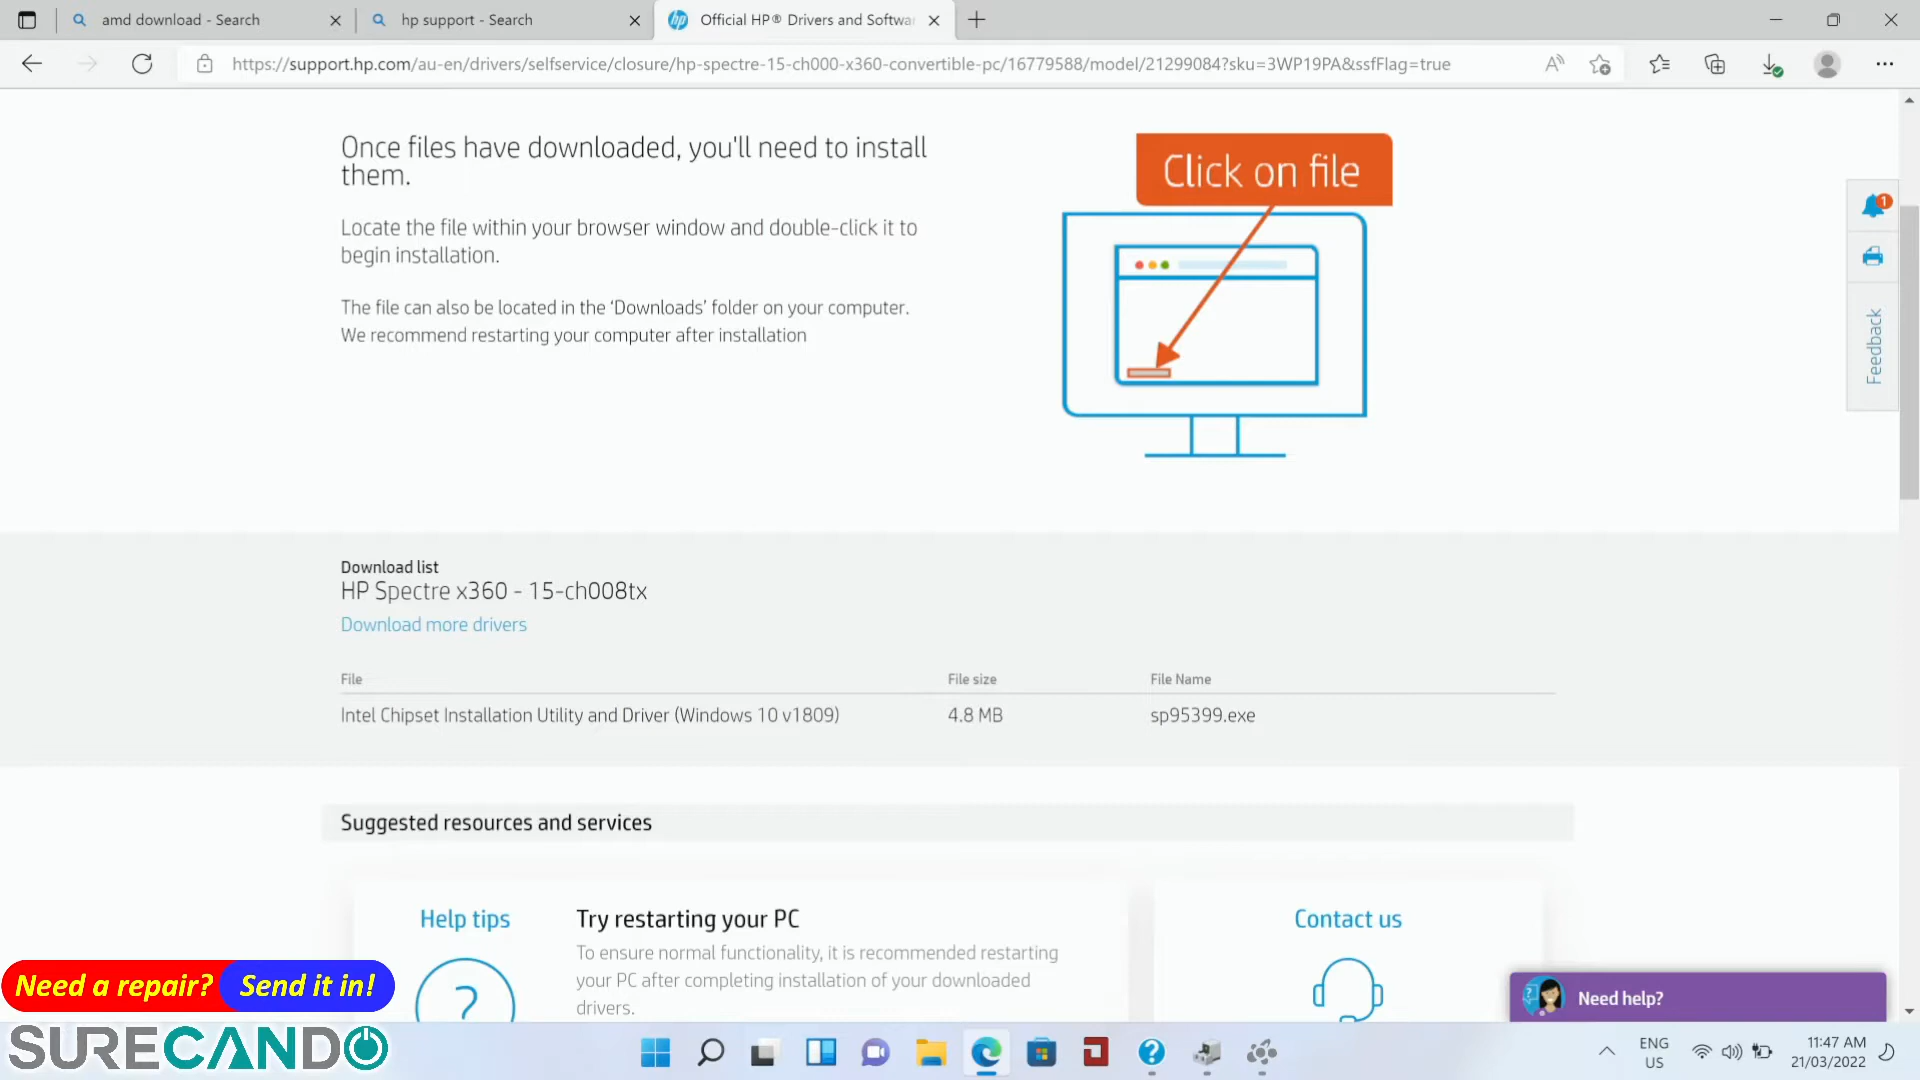 amd download - Search
hp support - Search
Official HP® Drivers and Softwar
https://support.hp.com/au-en/drivers/selfservice/closure/hp-spectre-15-ch000-x360-convertible-pc/16779588/model/21299084?sku=3WP19PA&ssfFlag=true
Once files have downloaded, you'll need to install
them.
Locate the file within your browser window and double-click it to
begin installation.
The file can also be located in the ‘Downloads’ folder on your computer.
We recommend restarting your computer after installation
Click on file
1
Feedback
Download list
HP Spectre x360 - 15-ch008tx
Download more drivers
File File size File Name
Intel Chipset Installation Utility and Driver (Windows 10 v1809) 4.8 MB sp95399.exe
Suggested resources and services
Help tips
Try restarting your PC
To ensure normal functionality, it is recommended restarting
your PC after completing installation of your downloaded
drivers.
Contact us
Need help?
Need a repair? Send it in!
SURECANDO
ENG
US
11:47 AM
21/03/2022